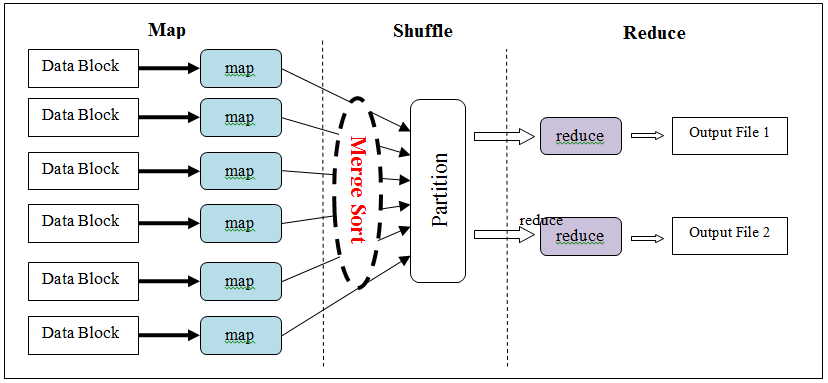 Map
Shuffle
Reduce
Data Block
map
Data Block
map
Data Block
map
Data Block
map
Data Block
map
Data Block
map
Merge Sort
Partition
reduce
Output File 1
reduce
reduce
Output File 2